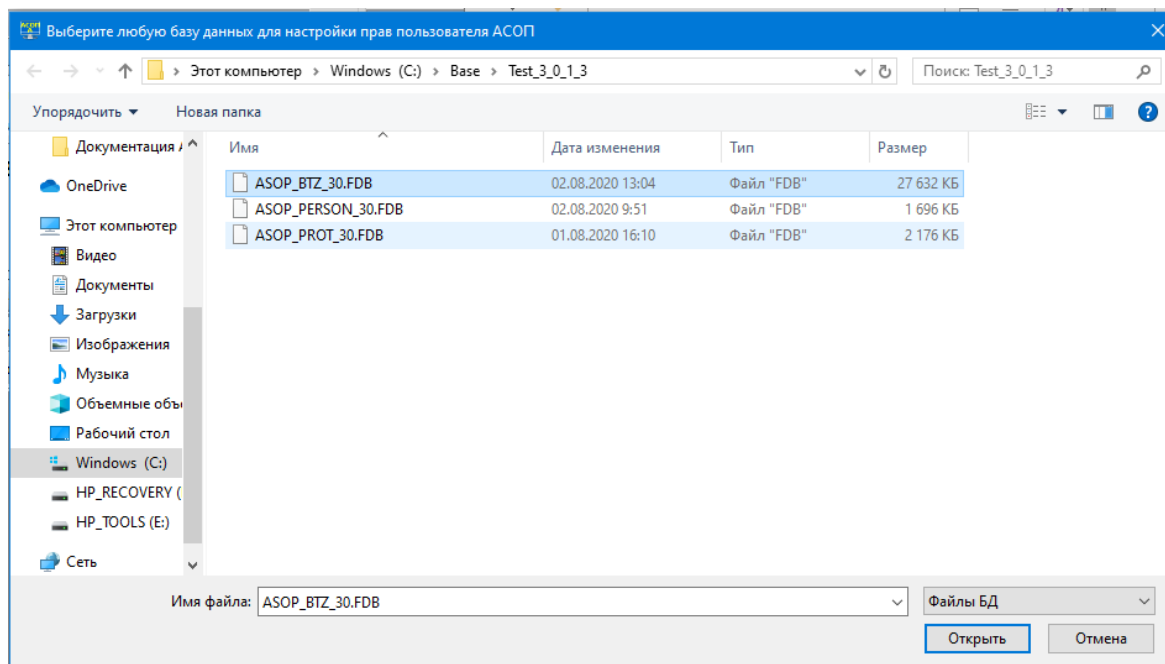 АСОП Выберите любую базу данных для настройки прав пользователя АСОП
Этот компьютер › Windows (C:) › Base › Test_3_0_1_3
Поиск: Test_3_0_1_3
Упорядочить Новая папка
Имя Дата изменения Тип Размер
ASOP_BTZ_30.FDB 02.08.2020 13:04 Файл "FDB" 27 632 КБ
ASOP_PERSON_30.FDB 02.08.2020 9:51 Файл "FDB" 1 696 КБ
ASOP_PROT_30.FDB 01.08.2020 16:10 Файл "FDB" 2 176 КБ
Документация
OneDrive
Этот компьютер
Видео
Документы
Загрузки
Изображения
Музыка
Объемные объ
Рабочий стол
Windows (C:)
HP_RECOVERY (
HP_TOOLS (E:)
Сеть
Имя файла: ASOP_BTZ_30.FDB Файлы БД
Открыть Отмена